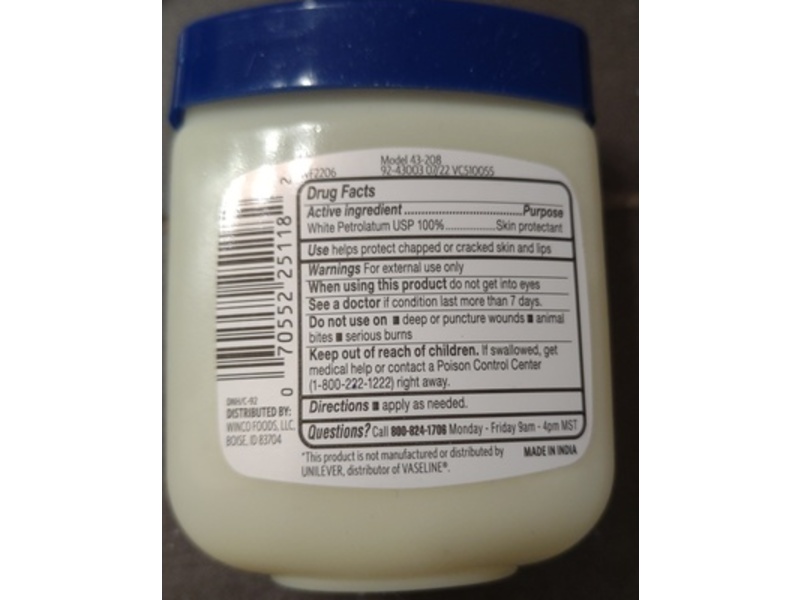 Model 43-208
92-43003 07/22 VC510055
Drug Facts
Active ingredient..............................Purpose
White Petrolatum USP 100%...............Skin protectant
Use helps protect chapped or cracked skin and lips
Warnings For external use only
When using this product do not get into eyes
See a doctor if condition last more than 7 days.
Do not use on ■ deep or puncture wounds ■ animal
bites ■ serious burns
Keep out of reach of children. If swallowed, get
medical help or contact a Poison Control Center
(1-800-222-1222) right away.
Directions ■ apply as needed.
Questions? Call 800-824-1706 Monday - Friday 9am - 4pm MST
*This product is not manufactured or distributed by
UNILEVER, distributor of VASELINE®.
MADE IN INDIA
0 70552 25118 2
DNH/C-92
DISTRIBUTED BY:
WINCO FOODS, LLC.
BOISE, ID 83704